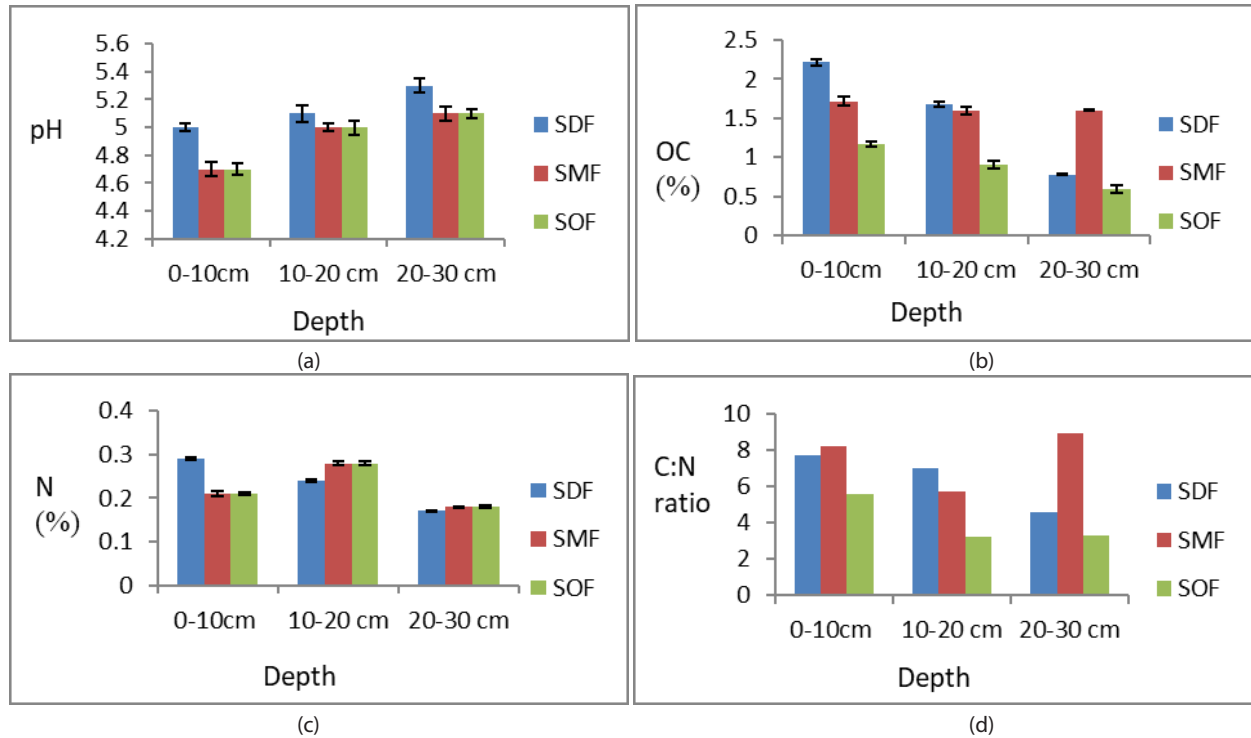 5.6
5.4
5.2
5
4.8
4.6
4.4
4.2
pH
0-10cm 10-20 cm 20-30 cm
Depth
SDF
SMF
SOF
(a)
2.5
2
1.5
1
0.5
0
OC
(%)
0-10cm 10-20 cm 20-30 cm
Depth
SDF
SMF
SOF
(b)
0.4
0.3
0.2
0.1
0
N
(%)
0-10cm 10-20 cm 20-30 cm
Depth
SDF
SMF
SOF
(c)
10
8
6
4
2
0
C:N
ratio
0-10cm 10-20 cm 20-30 cm
Depth
SDF
SMF
SOF
(d)